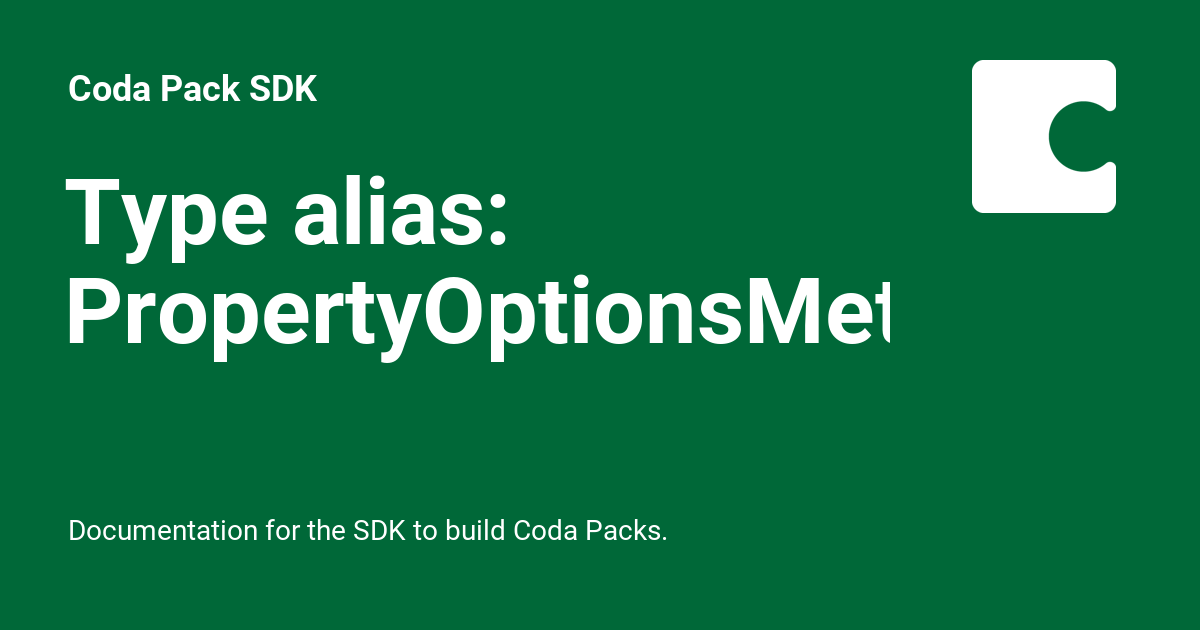 Coda Pack SDK
Type alias:
PropertyOptionsMet
Documentation for the SDK to build Coda Packs.